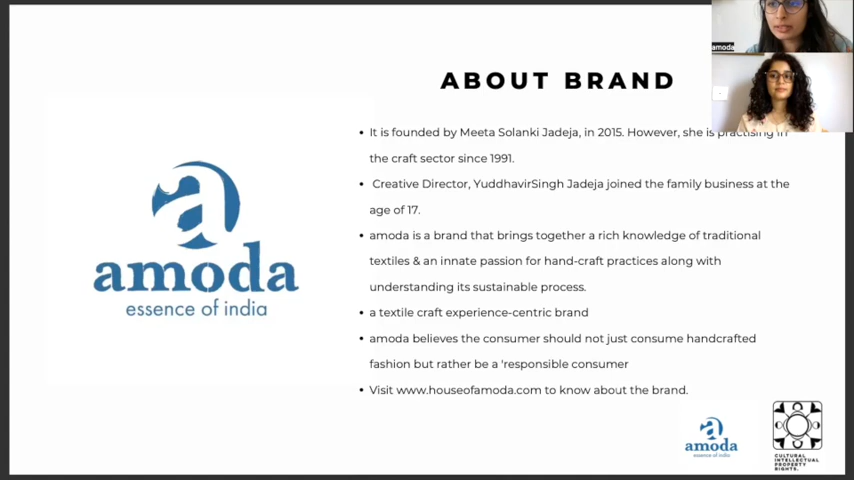 ABOUT BRAND
amoda
• It is founded by Meeta Solanki Jadeja, in 2015. However, she is practising in
the craft sector since 1991.
• Creative Director, YuddhavirSingh Jadeja joined the family business at the
age of 17.
• amoda is a brand that brings together a rich knowledge of traditional
textiles & an innate passion for hand-craft practices along with
understanding its sustainable process.
• a textile craft experience-centric brand
• amoda believes the consumer should not just consume handcrafted
fashion but rather be a 'responsible consumer
• Visit www.houseofamoda.com to know about the brand.
a
amoda
essence of india
a
amoda
essence of india
CULTURAL
INTELLECTUAL
PROPERTY
RIGHTS.